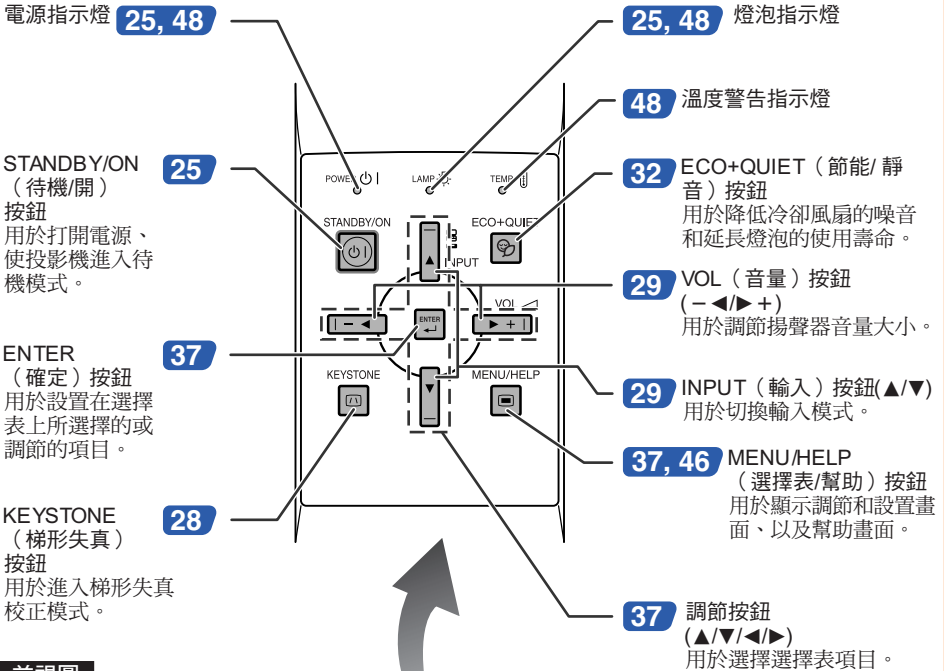 電源指示燈 25, 48
25, 48 燈泡指示燈
48 溫度警告指示燈
STANDBY/ON
（待機/開）
按鈕
25
用於打開電源、
使投影機進入待
機模式。
ENTER
（確定）按鈕
37
用於設置在選擇
表上所選擇的或
調節的項目。
KEYSTONE
（梯形失真）
按鈕
28
用於進入梯形失真
校正模式。
POWER
LAMP
TEMP.
STANDBY/ON
ECO+QUIET
INPUT
VOL
− ◀
ENTER
▶ +
▲
▼
KEYSTONE
MENU/HELP
32 ECO+QUIET（節能/ 靜
音）按鈕
用於降低冷卻風扇的噪音
和延長燈泡的使用壽命。
29 VOL（音量）按鈕
(−◀/▶+)
用於調節揚聲器音量大小。
29 INPUT（輸入）按鈕(▲/▼)
用於切換輸入模式。
37, 46 MENU/HELP
（選擇表/幫助）按鈕
用於顯示調節和設置畫
面、以及幫助畫面。
37 調節按鈕
(▲/▼/◀/▶)
用於選擇選擇表項目。